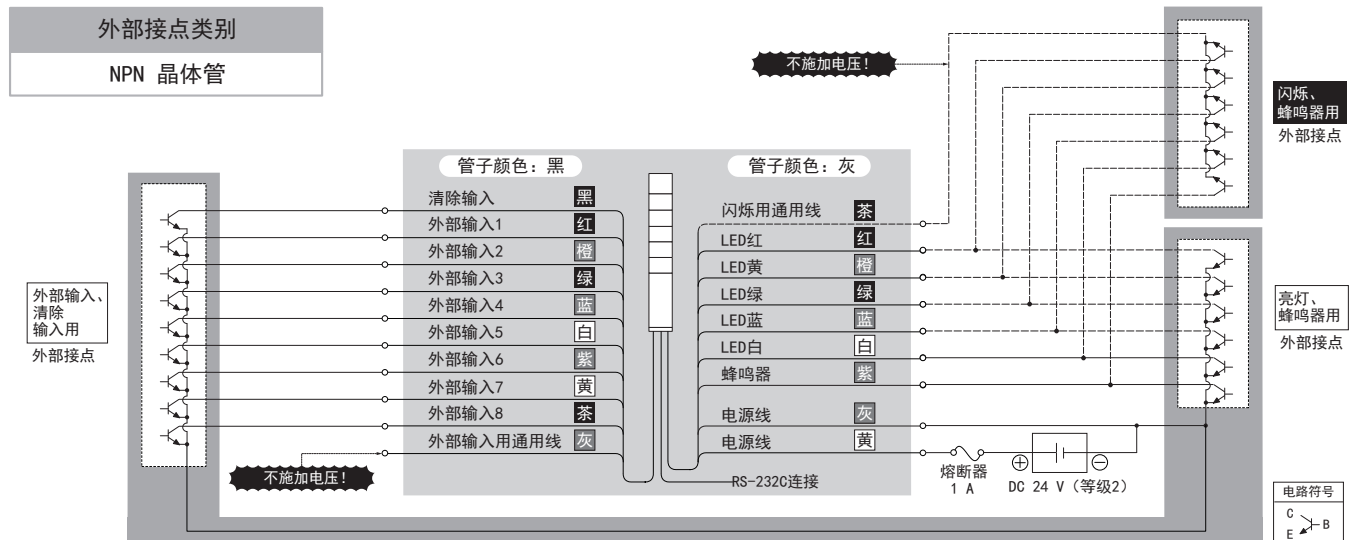 外部接点类别
NPN 晶体管
不施加电压！
闪烁、
蜂鸣器用
外部接点
管子颜色：黑
管子颜色：灰
清除输入 黑
外部输入1 红
外部输入2 橙
外部输入3 绿
外部输入4 蓝
外部输入5 白
外部输入6 紫
外部输入7 黄
外部输入8 茶
外部输入用通用线 灰
闪烁用通用线 茶
LED红 红
LED黄 橙
LED绿 绿
LED蓝 蓝
LED白 白
蜂鸣器 紫
电源线 灰
电源线 黄
RS-232C连接
外部输入、
清除
输入用
外部接点
不施加电压！
亮灯、
蜂鸣器用
外部接点
熔断器
1 A
DC 24 V（等级2）
电路符号
C
B
E